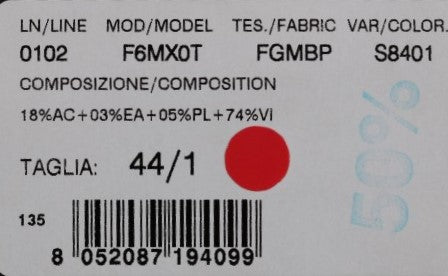 LN/LINE MOD/MODEL TES./FABRIC VAR/COLOR.
0102 F6MX0T FGMBP S8401
COMPOSIZIONE/COMPOSITION
18%AC+03%EA+05%PL+74%VI
TAGLIA: 44/1
50%
135
8 052087 194099